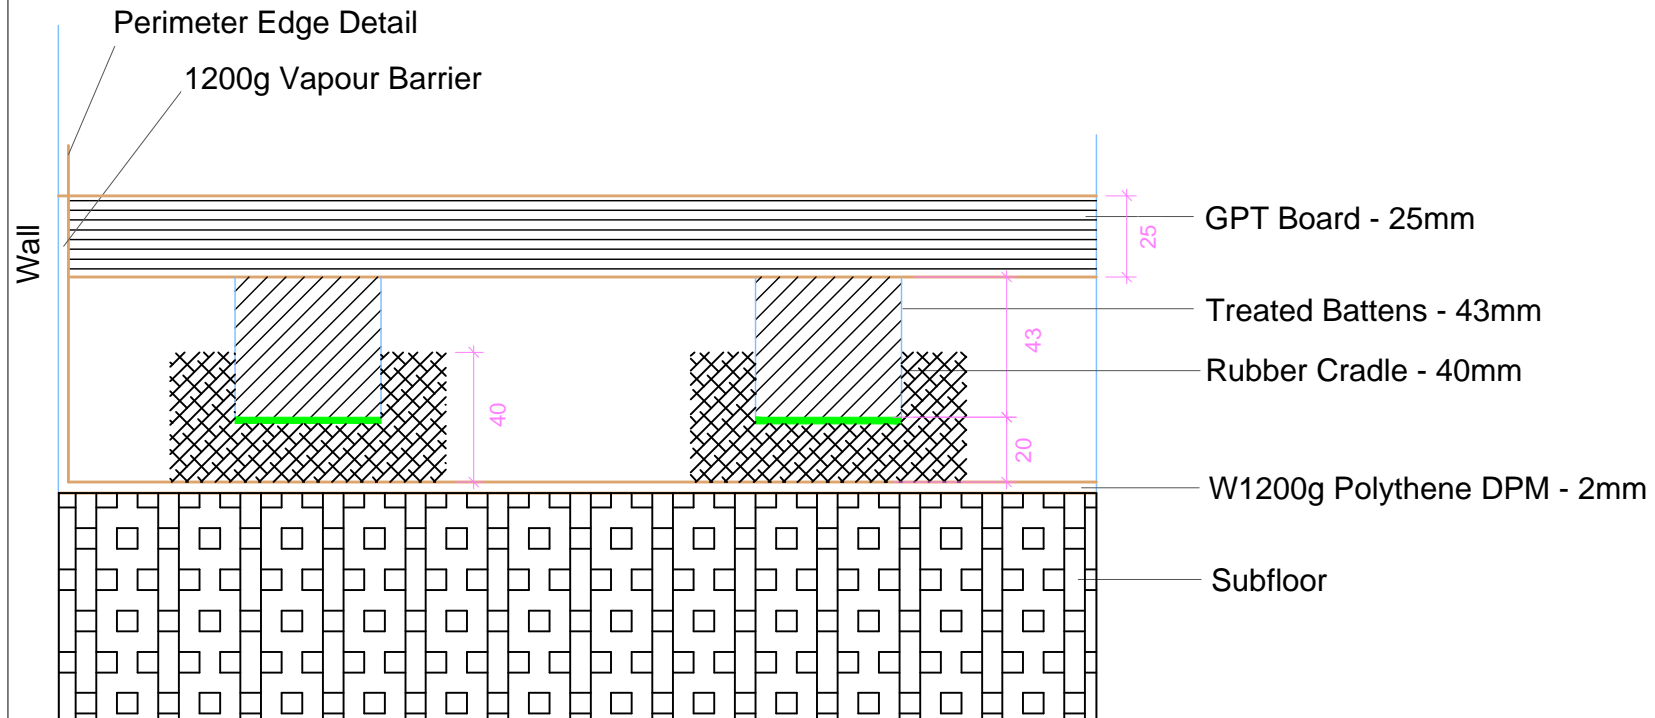 Perimeter Edge Detail
1200g Vapour Barrier
Wall
GPT Board - 25mm
25
Treated Battens - 43mm
43
Rubber Cradle - 40mm
40
20
W1200g Polythene DPM - 2mm
Subfloor